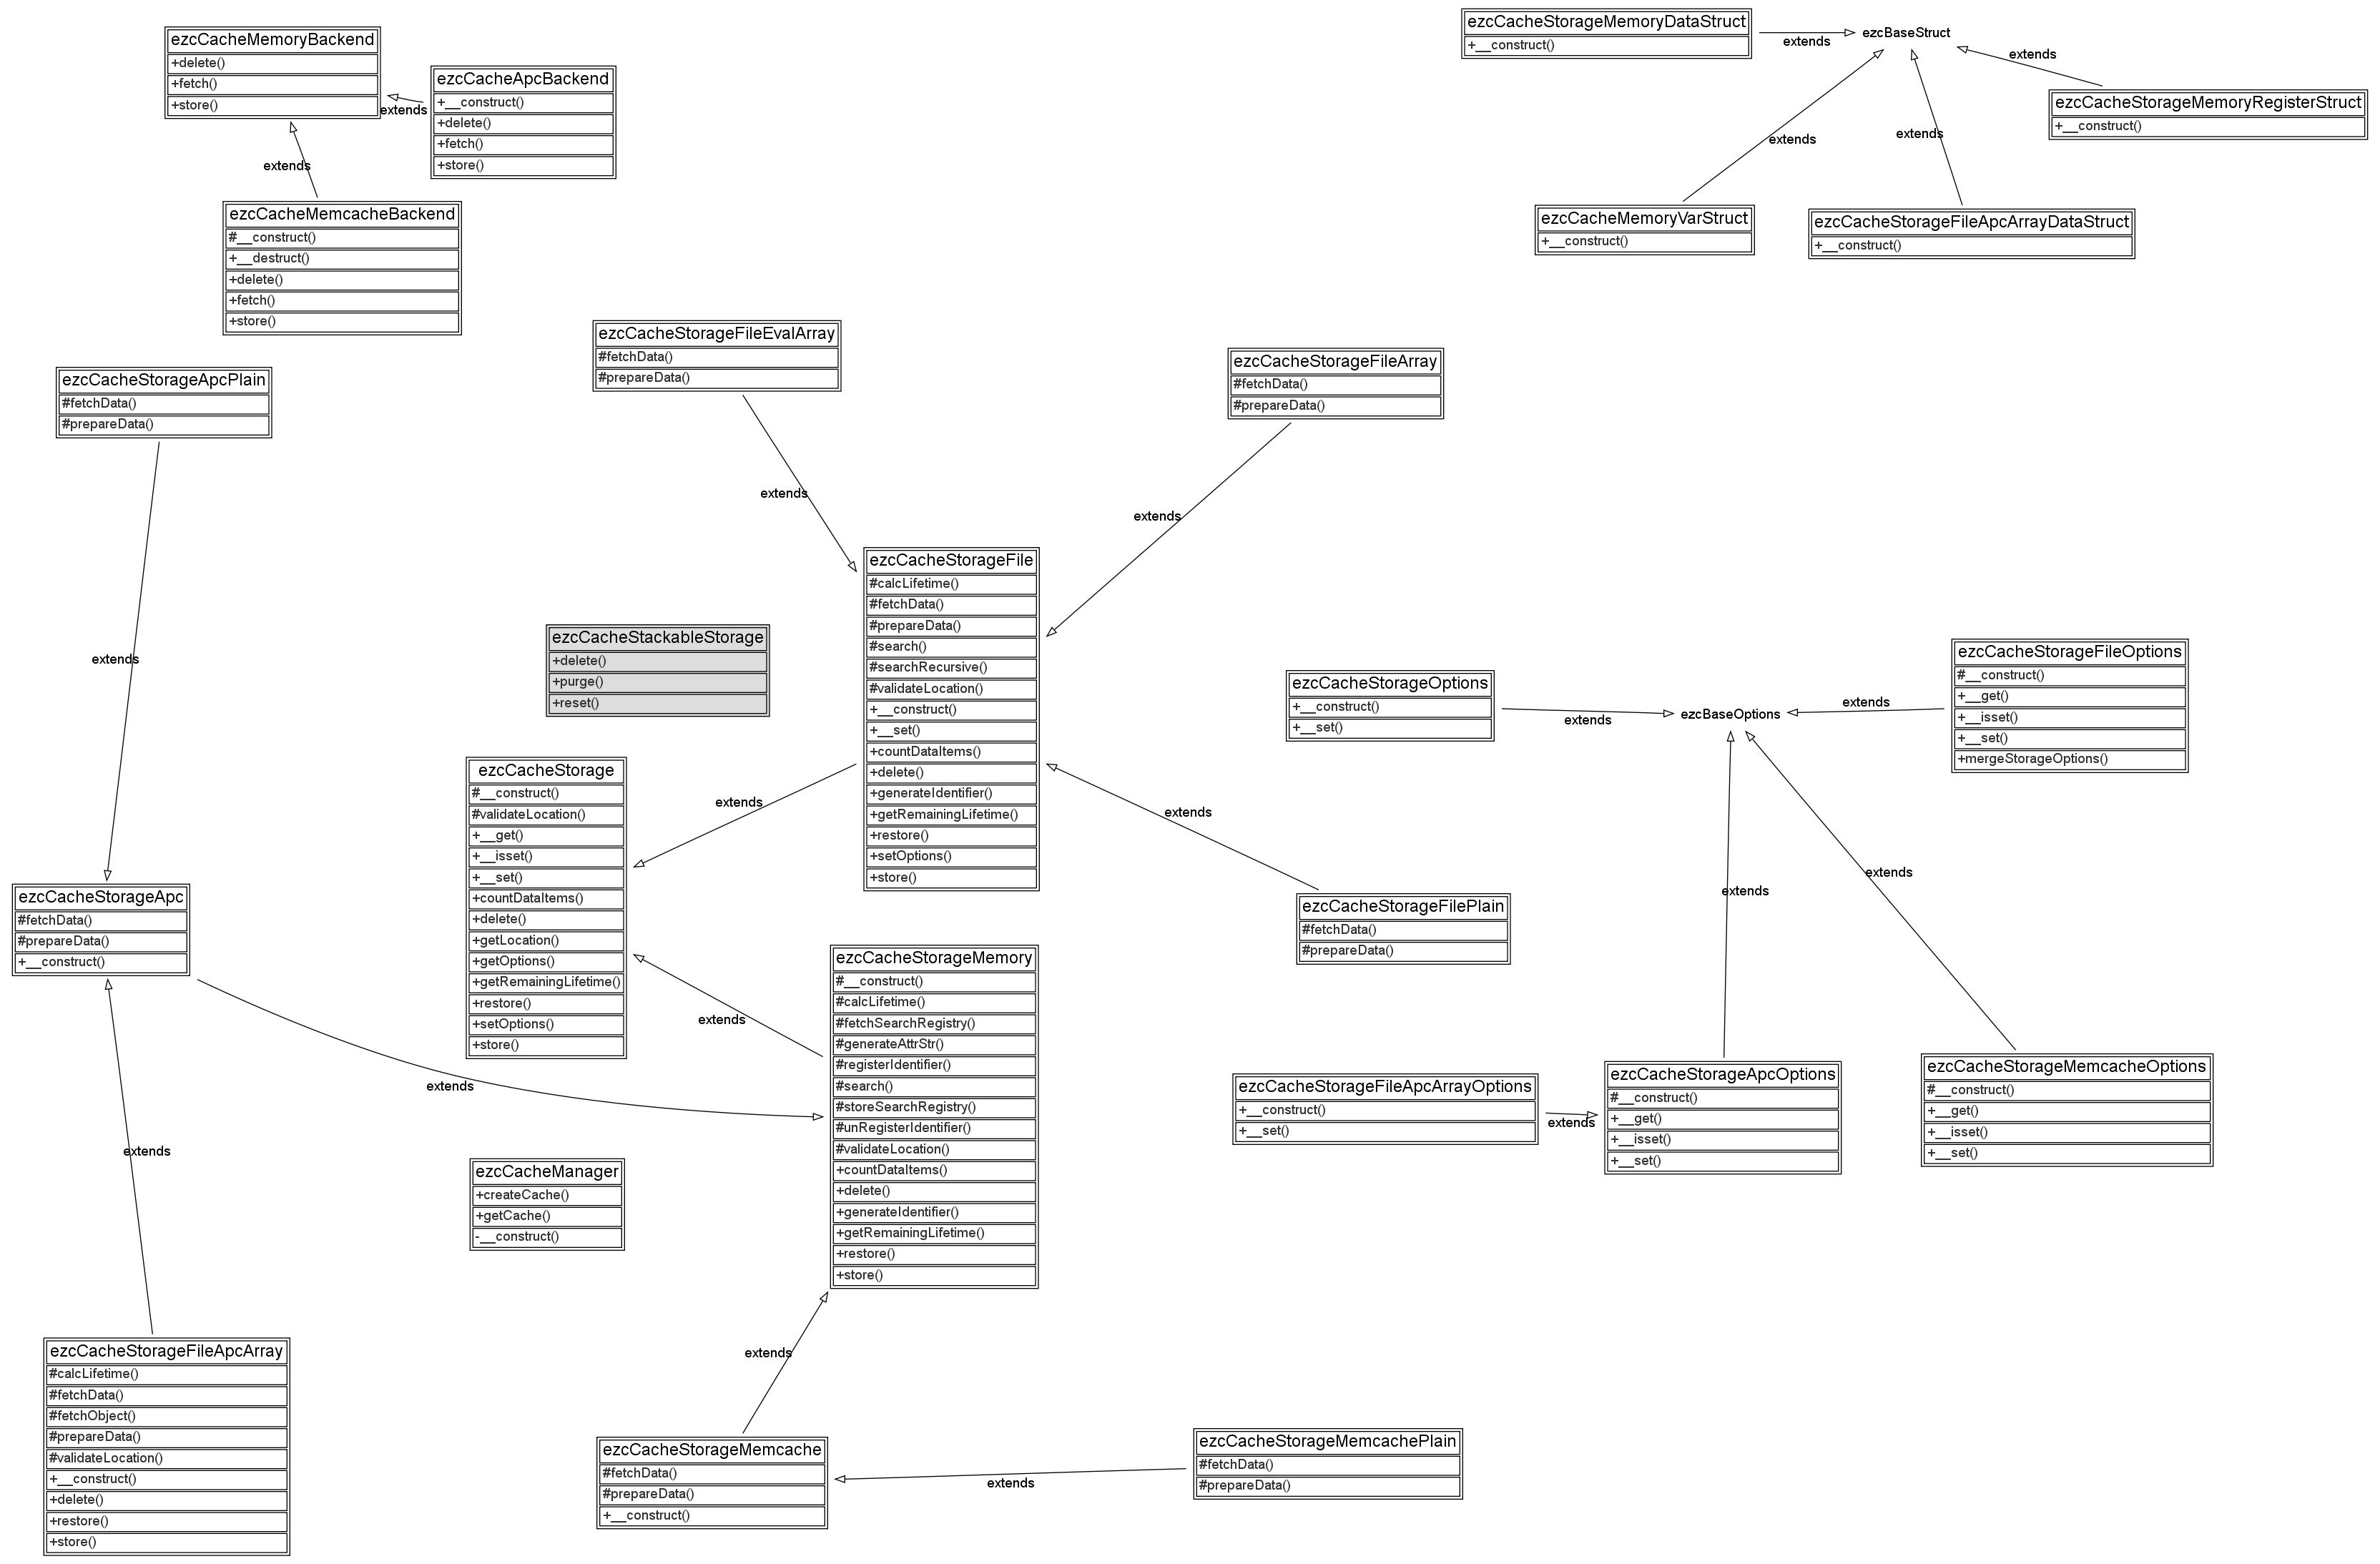 ezcCacheMemoryBackend
+delete()
+fetch()
+store()
extends
ezcCacheApcBackend
+__construct()
+delete()
+fetch()
+store()
extends
ezcCacheMemcacheBackend
#__construct()
+__destruct()
+delete()
+fetch()
+store()
ezcCacheStorageMemoryDataStruct
+__construct()
extends
ezcBaseStruct
extends
ezcCacheStorageMemoryRegisterStruct
+__construct()
extends
extends
ezcCacheMemoryVarStruct
+__construct()
ezcCacheStorageFileApcArrayDataStruct
+__construct()
ezcCacheStorageFileEvalArray
#fetchData()
#prepareData()
ezcCacheStorageFileArray
#fetchData()
#prepareData()
ezcCacheStorageApcPlain
#fetchData()
#prepareData()
extends
extends
extends
ezcCacheStorageFile
#calcLifetime()
#fetchData()
#prepareData()
#search()
#searchRecursive()
#validateLocation()
+__construct()
+__set()
+countDataItems()
+delete()
+generateIdentifier()
+getRemainingLifetime()
+restore()
+setOptions()
+store()
ezcCacheStackableStorage
+delete()
+purge()
+reset()
ezcCacheStorageOptions
+__construct()
+__set()
extends
ezcBaseOptions
extends
ezcCacheStorageFileOptions
#__construct()
+__get()
+__isset()
+__set()
+mergeStorageOptions()
ezcCacheStorage
#__construct()
#validateLocation()
+__get()
+__isset()
+__set()
+countDataItems()
+delete()
+getLocation()
+getOptions()
+getRemainingLifetime()
+restore()
+setOptions()
+store()
extends
extends
extends
extends
ezcCacheStorageApc
#fetchData()
#prepareData()
+__construct()
ezcCacheStorageFilePlain
#fetchData()
#prepareData()
ezcCacheStorageMemory
#__construct()
#calcLifetime()
#fetchSearchRegistry()
#generateAttrStr()
#registerIdentifier()
#search()
#storeSearchRegistry()
#unRegisterIdentifier()
#validateLocation()
+countDataItems()
+delete()
+generateIdentifier()
+getRemainingLifetime()
+restore()
+store()
extends
extends
ezcCacheStorageFileApcArrayOptions
+__construct()
+__set()
extends
ezcCacheStorageApcOptions
#__construct()
+__get()
+__isset()
+__set()
ezcCacheStorageMemcacheOptions
#__construct()
+__get()
+__isset()
+__set()
extends
ezcCacheManager
+createCache()
+getCache()
-__construct()
ezcCacheStorageFileApcArray
#calcLifetime()
#fetchData()
#fetchObject()
#prepareData()
#validateLocation()
+__construct()
+delete()
+restore()
+store()
extends
ezcCacheStorageMemcache
#fetchData()
#prepareData()
+__construct()
extends
ezcCacheStorageMemcachePlain
#fetchData()
#prepareData()